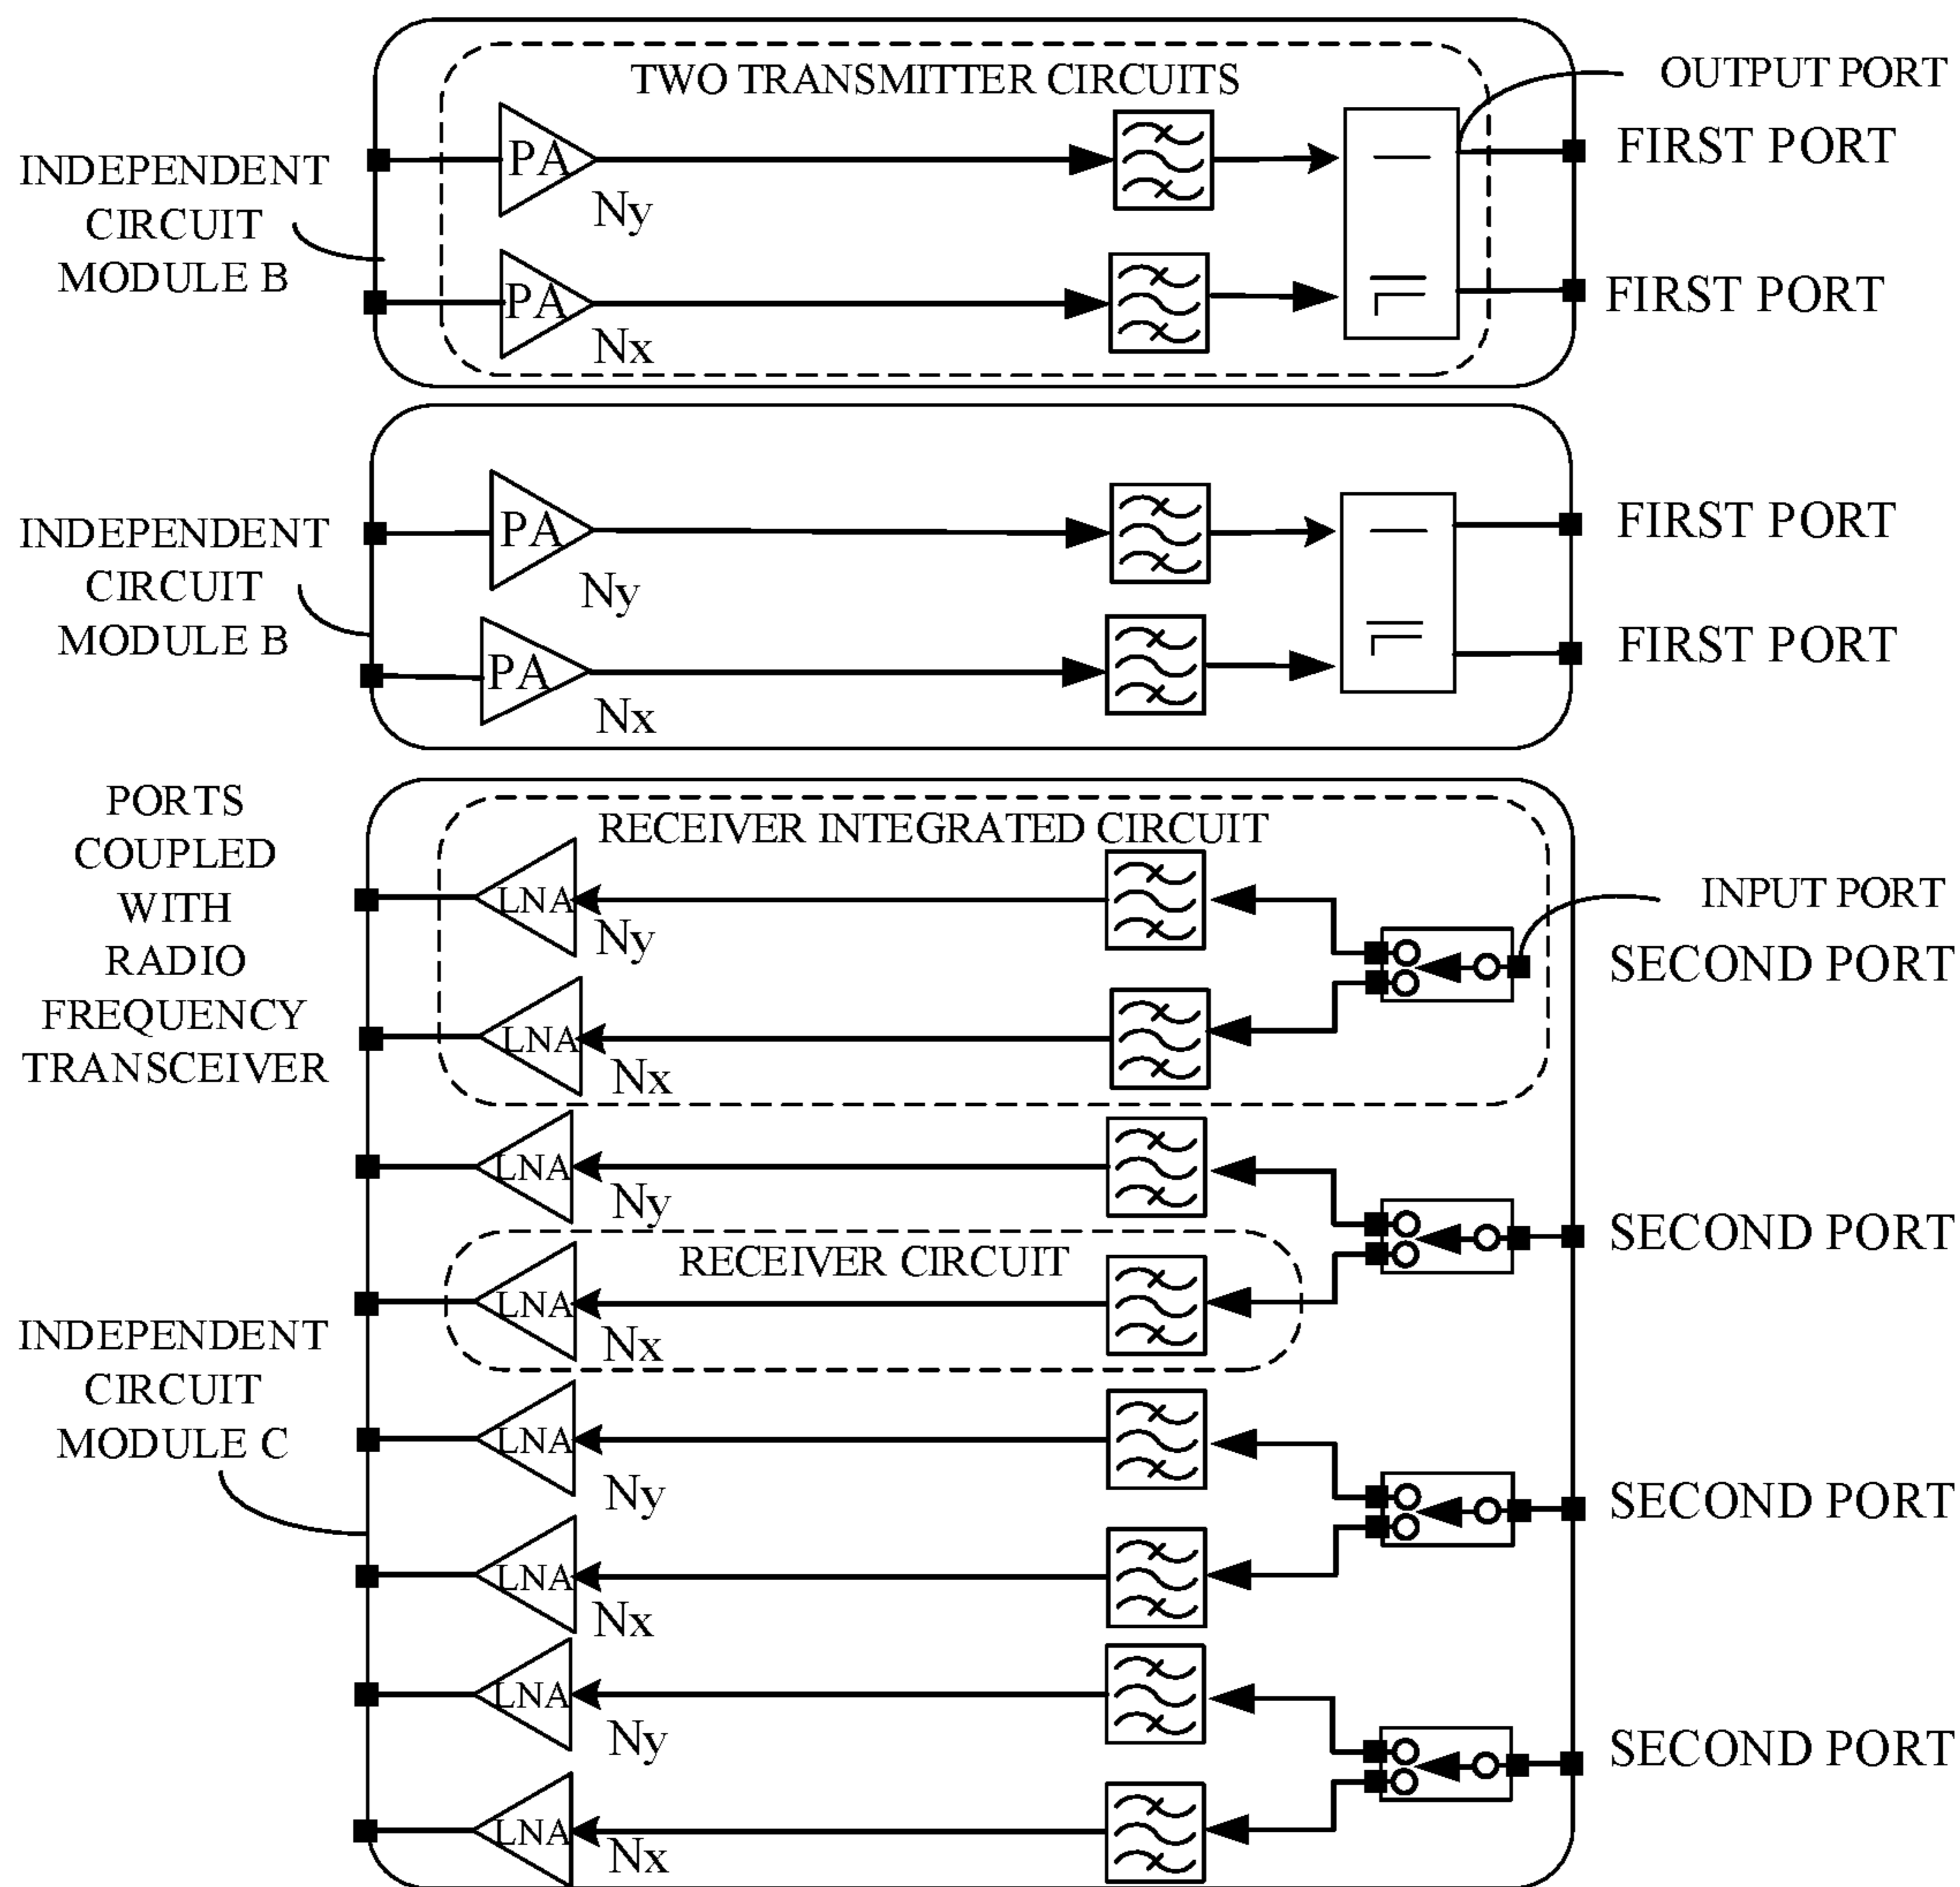 TWO TRANSMITTER CIRCUITS
OUTPUT PORT
INDEPENDENT
CIRCUIT
MODULE B
PA
Ny
FIRST PORT
PA
Nx
FIRST PORT
INDEPENDENT
CIRCUIT
MODULE B
PA
Ny
FIRST PORT
PA
Nx
FIRST PORT
PORTS
COUPLED
WITH
RADIO
FREQUENCY
TRANSCEIVER
RECEIVER INTEGRATED CIRCUIT
LNA
Ny
INPUT PORT
SECOND PORT
LNA
Nx
LNA
Ny
SECOND PORT
RECEIVER CIRCUIT
LNA
Nx
INDEPENDENT
CIRCUIT
MODULE C
LNA
Ny
SECOND PORT
LNA
Nx
LNA
Ny
SECOND PORT
LNA
Nx